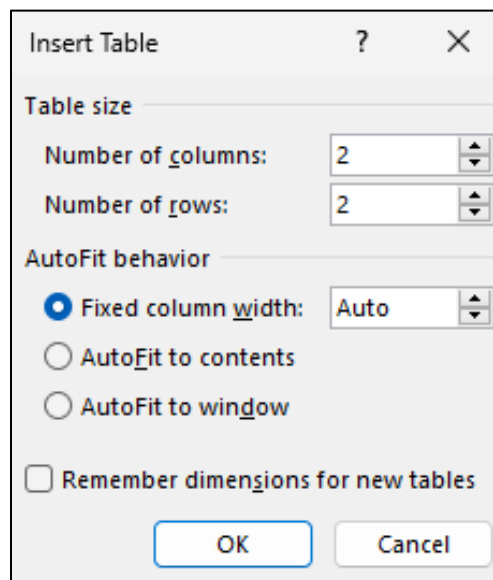 Insert Table ?
Table size
Number of columns: 2
Number of rows: 2
AutoFit behavior
Fixed column width: Auto
AutoFit to contents
AutoFit to window
Remember dimensions for new tables
OK Cancel